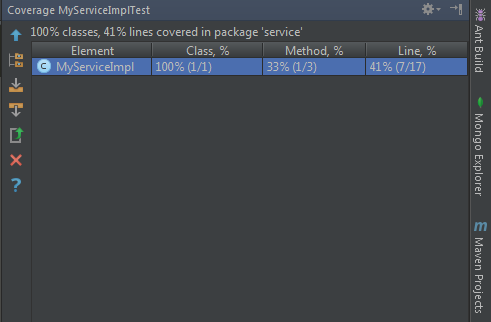 Coverage MyServiceImplTest
100% classes, 41% lines covered in package 'service'
Element Class, % Method, % Line, %
C MyServiceImpl 100% (1/1) 33% (1/3) 41% (7/17)
?
Ant Build
Mongo Explorer
m Maven Projects